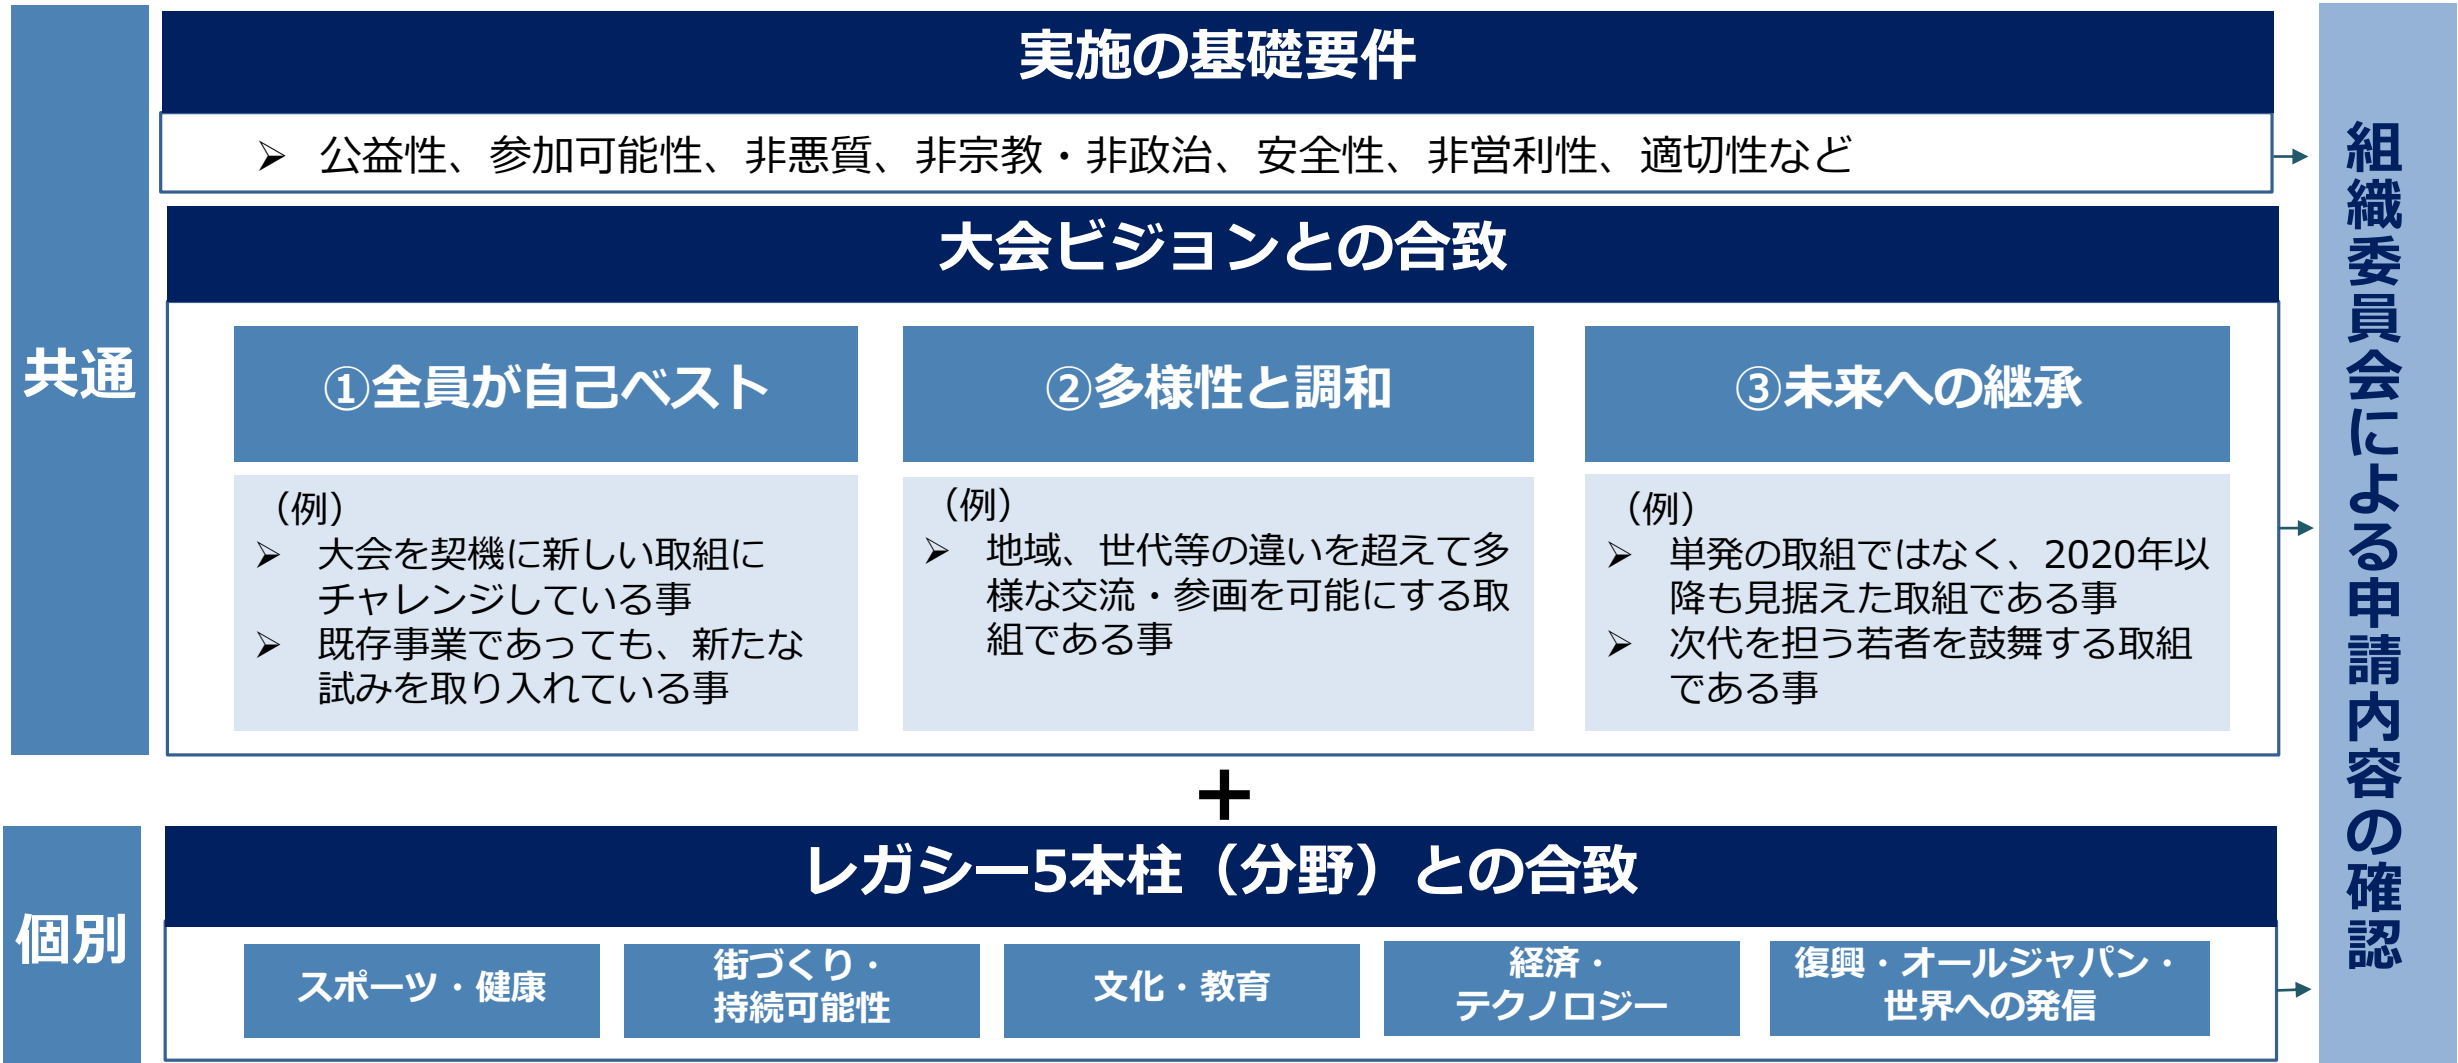 共通
実施の基礎要件
➢ 公益性、参加可能性、非悪質、非宗教・非政治、安全性、非営利性、適切性など
大会ビジョンとの合致
①全員が自己ベスト
（例）
➢ 大会を契機に新しい取組に
チャレンジしている事
➢ 既存事業であっても、新たな
試みを取り入れている事
②多様性と調和
（例）
➢ 地域、世代等の違いを超えて多
様な交流・参画を可能にする取
組である事
③未来への継承
（例）
➢ 単発の取組ではなく、2020年以
降も見据えた取組である事
➢ 次代を担う若者を鼓舞する取組
である事
＋
個別
レガシー5本柱（分野）との合致
スポーツ・健康
街づくり・
持続可能性
文化・教育
経済・
テクノロジー
復興・オールジャパン・
世界への発信
組織委員会による申請内容の確認